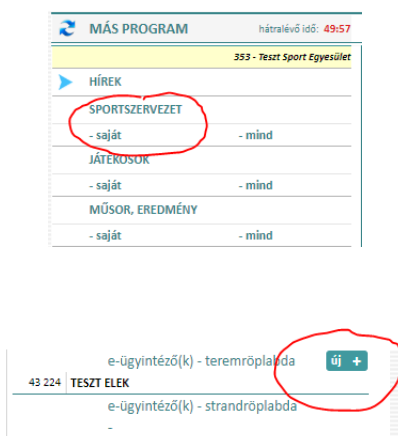 MÁS PROGRAM hátralévő idő: 49:57
353 - Teszt Sport Egyesület
HÍREK
SPORTSZERVEZET
- saját - mind
JÁTÉKOSOK
- saját - mind
MŰSOR, EREDMÉNY
- saját - mind
e-ügyintéző(k) - teremröplabda új +
43 224 TESZT ELEK
e-ügyintéző(k) - strandröplabda
-